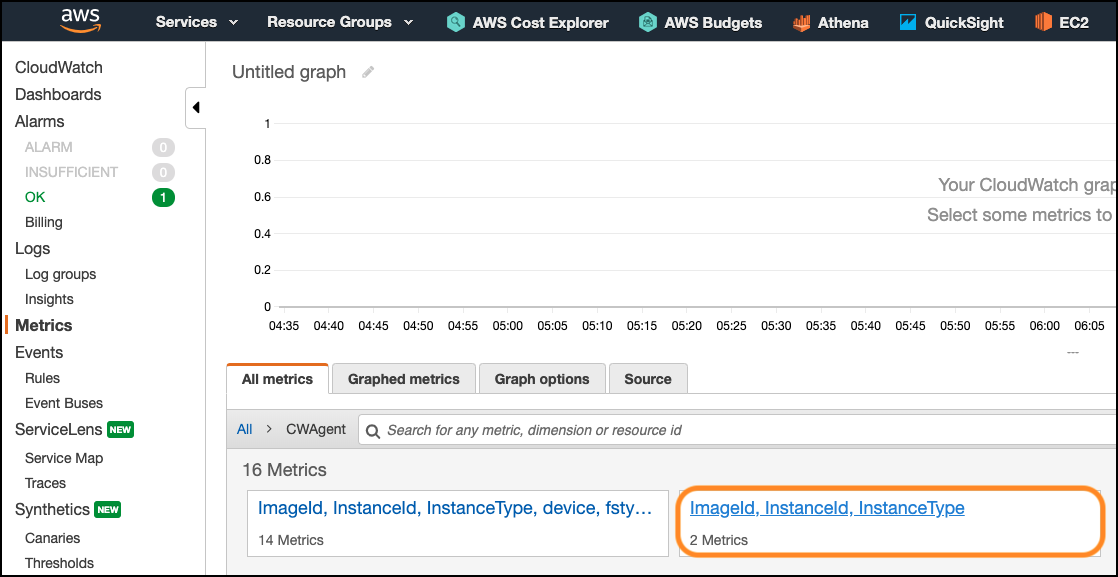 aws Services Resource Groups AWS Cost Explorer AWS Budgets Athena QuickSight EC2
CloudWatch
Dashboards
Alarms
ALARM 0
INSUFFICIENT 0
OK 1
Billing
Logs
Log groups
Insights
Metrics
Events
Rules
Event Buses
ServiceLens NEW
Service Map
Traces
Synthetics NEW
Canaries
Thresholds
Untitled graph
1
0.8
0.6
0.4
0.2
0
Your CloudWatch grap
Select some metrics to
04:35 04:40 04:45 04:50 04:55 05:00 05:05 05:10 05:15 05:20 05:25 05:30 05:35 05:40 05:45 05:50 05:55 06:00 06:05
---
All metrics Graphed metrics Graph options Source
All > CWAgent Search for any metric, dimension or resource id
16 Metrics
ImageId, InstanceId, InstanceType, device, fsty...
14 Metrics
ImageId, InstanceId, InstanceType
2 Metrics